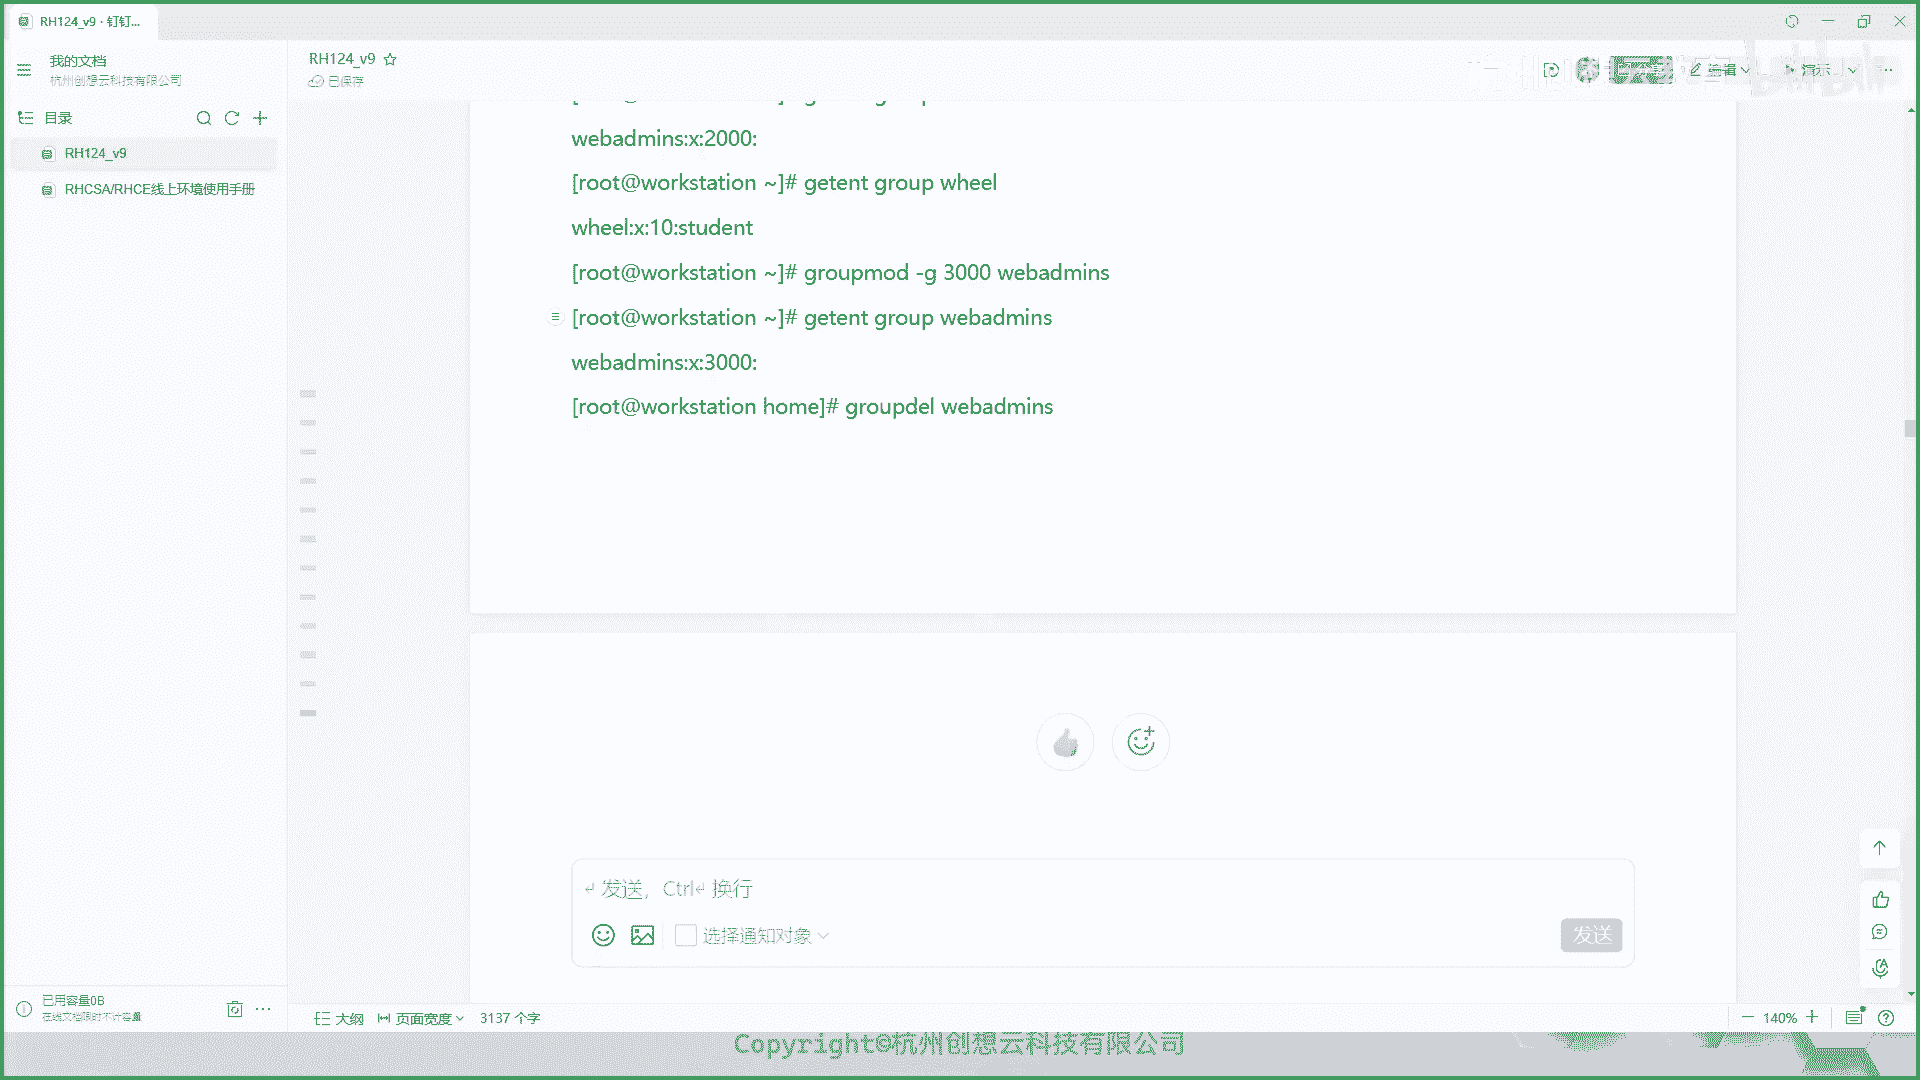 RH124_v9 · 钉钉...
我的文档
杭州创想云科技有限公司
目录
RH124_v9
RHCSA/RHCE线上环境使用手册
RH124_v9
已保存
编辑
演示
webadmins:x:2000:
[root@workstation ~]# getent group wheel
wheel:x:10:student
[root@workstation ~]# groupmod -g 3000 webadmins
[root@workstation ~]# getent group webadmins
webadmins:x:3000:
[root@workstation home]# groupdel webadmins
↵ 发送, Ctrl↵ 换行
选择通知对象
发送
已用容量0B
在线文档限时不计容量
大纲
页面宽度
3137 个字
140%
Copyright©杭州创想云科技有限公司